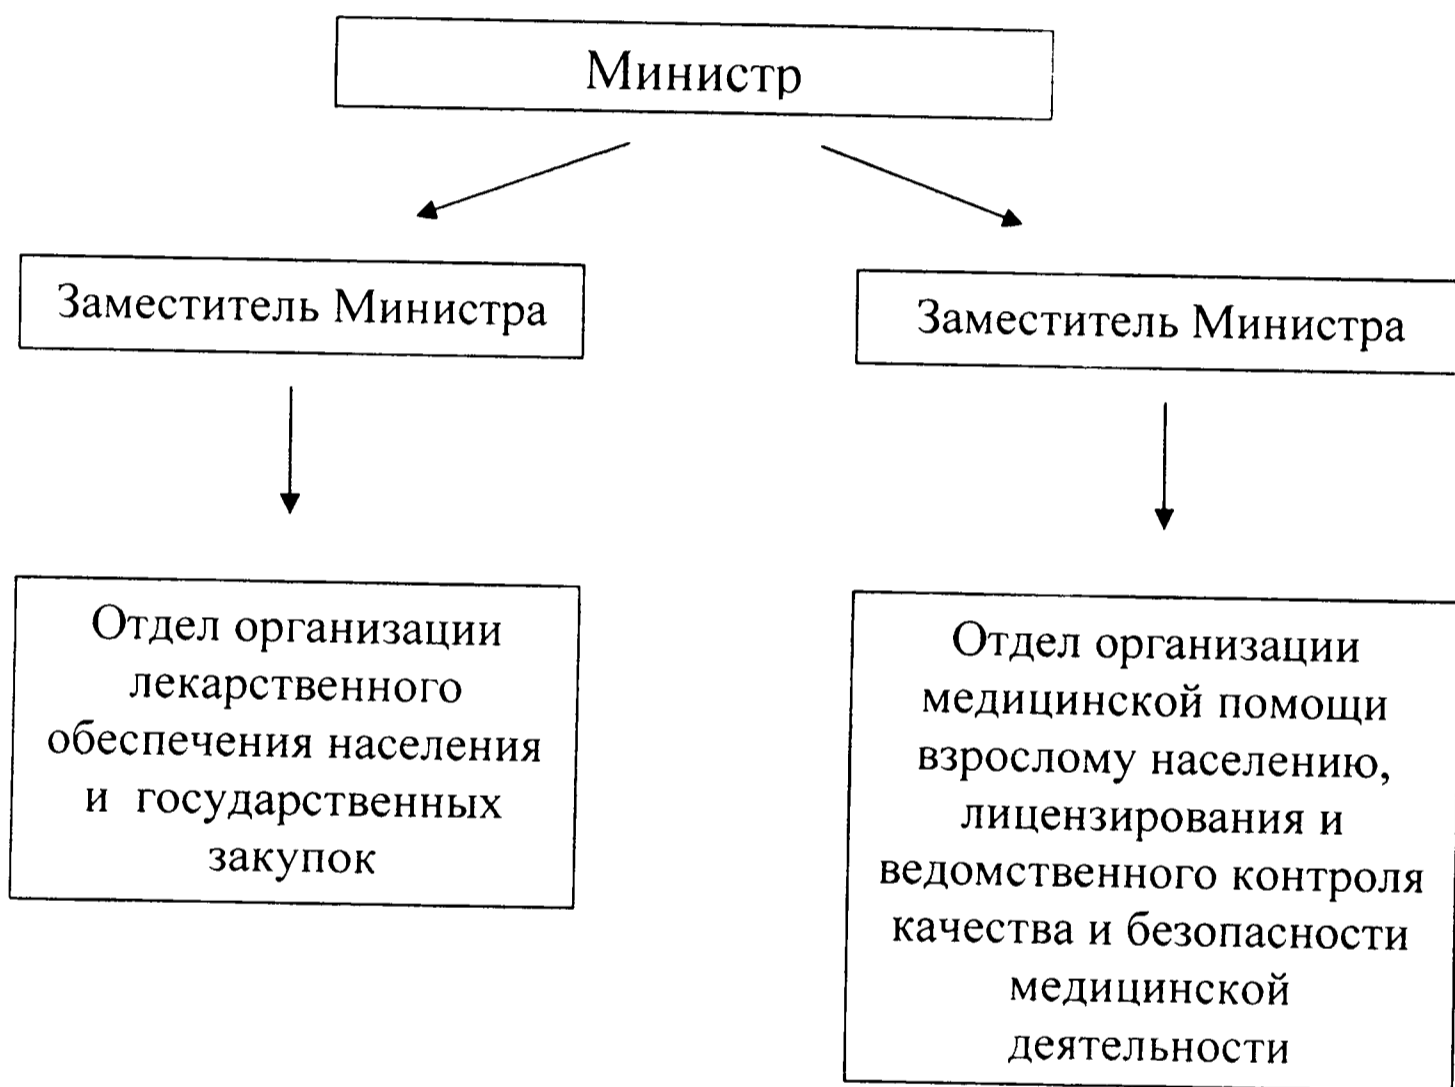 Министр
Заместитель Министра
Заместитель Министра
Отдел организации
лекарственного
обеспечения населения
и государственных
закупок
Отдел организации
медицинской помощи
взрослому населению,
лицензирования и
ведомственного контроля
качества и безопасности
медицинской
деятельности